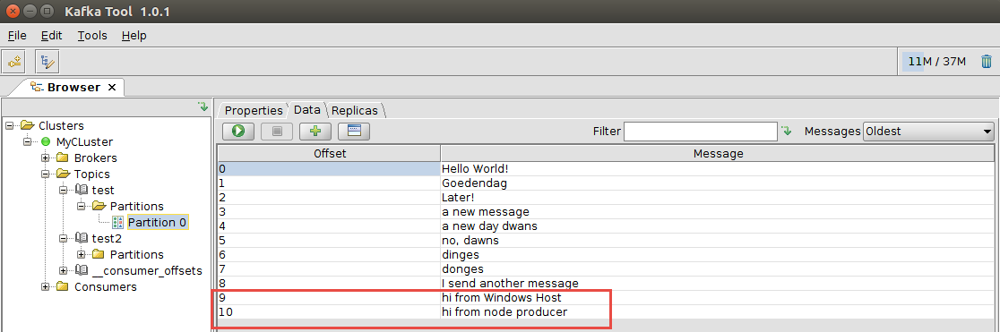 Kafka Tool 1.0.1
File Edit Tools Help
11M / 37M
Browser
Properties Data Replicas
Clusters
MyCLuster
Brokers
Topics
test
Partitions
Partition 0
test2
Partitions
__consumer_offsets
Consumers
Filter Messages Oldest
Offset Message
0 Hello World!
1 Goedendag
2 Later!
3 a new message
4 a new day dwans
5 no, dawns
6 dinges
7 donges
8 I send another message
9 hi from Windows Host
10 hi from node producer